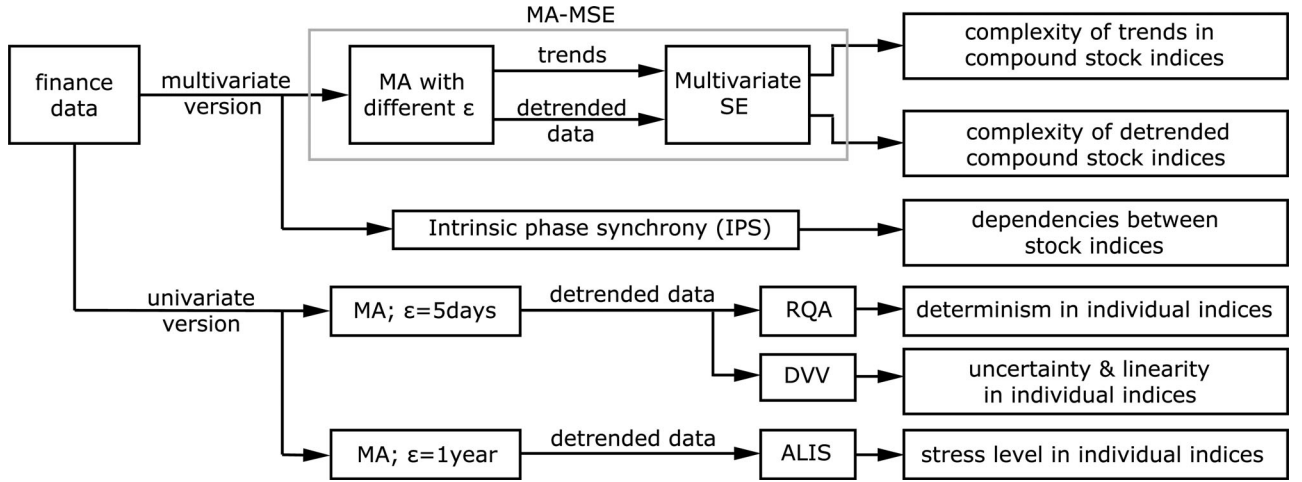 MA-MSE
finance
data
multivariate
version
MA with
different ε
trends
detrended
data
Multivariate
SE
complexity of trends in
compound stock indices
complexity of detrended
compound stock indices
Intrinsic phase synchrony (IPS)
dependencies between
stock indices
univariate
version
MA; ε=5days
detrended data
RQA
determinism in individual indices
DVV
uncertainty & linearity
in individual indices
MA; ε=1year
detrended data
ALIS
stress level in individual indices